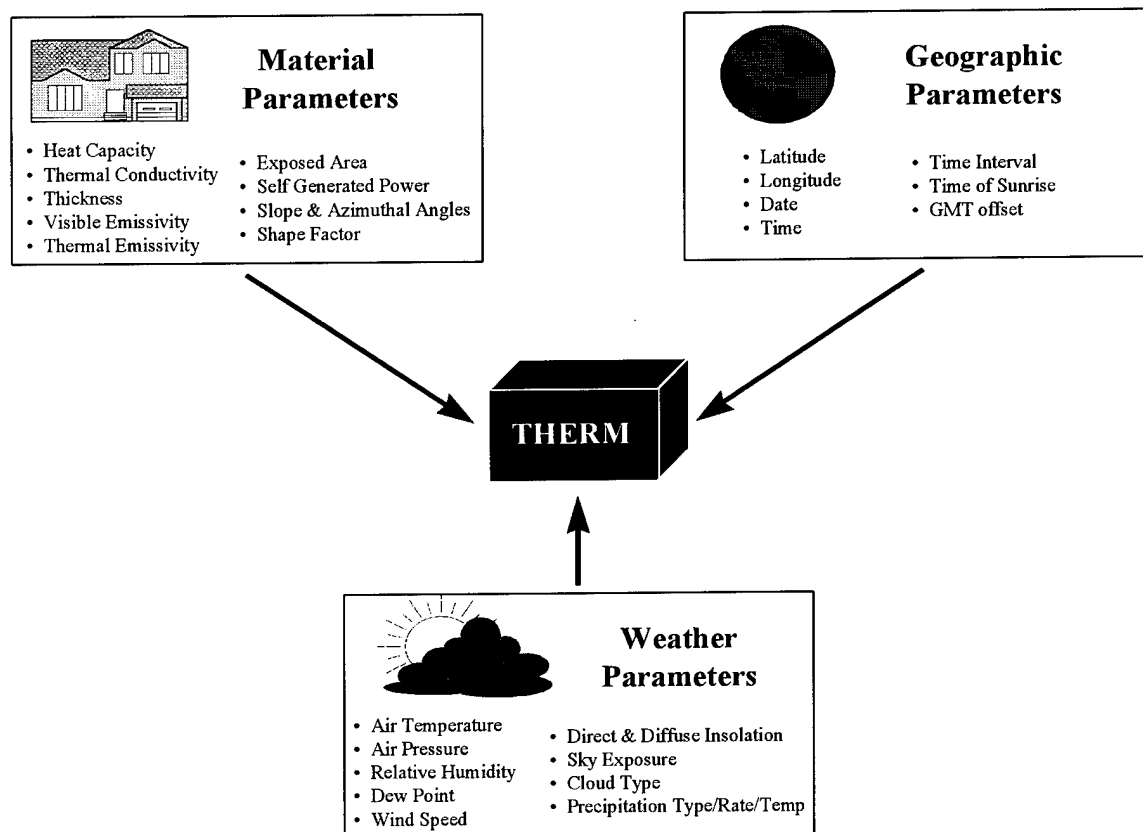 Material
Parameters
• Heat Capacity
• Thermal Conductivity
• Thickness
• Visible Emissivity
• Thermal Emissivity
• Exposed Area
• Self Generated Power
• Slope & Azimuthal Angles
• Shape Factor
Geographic
Parameters
• Latitude
• Longitude
• Date
• Time
• Time Interval
• Time of Sunrise
• GMT offset
THERM
Weather
Parameters
• Air Temperature
• Air Pressure
• Relative Humidity
• Dew Point
• Wind Speed
• Direct & Diffuse Insolation
• Sky Exposure
• Cloud Type
• Precipitation Type/Rate/Temp